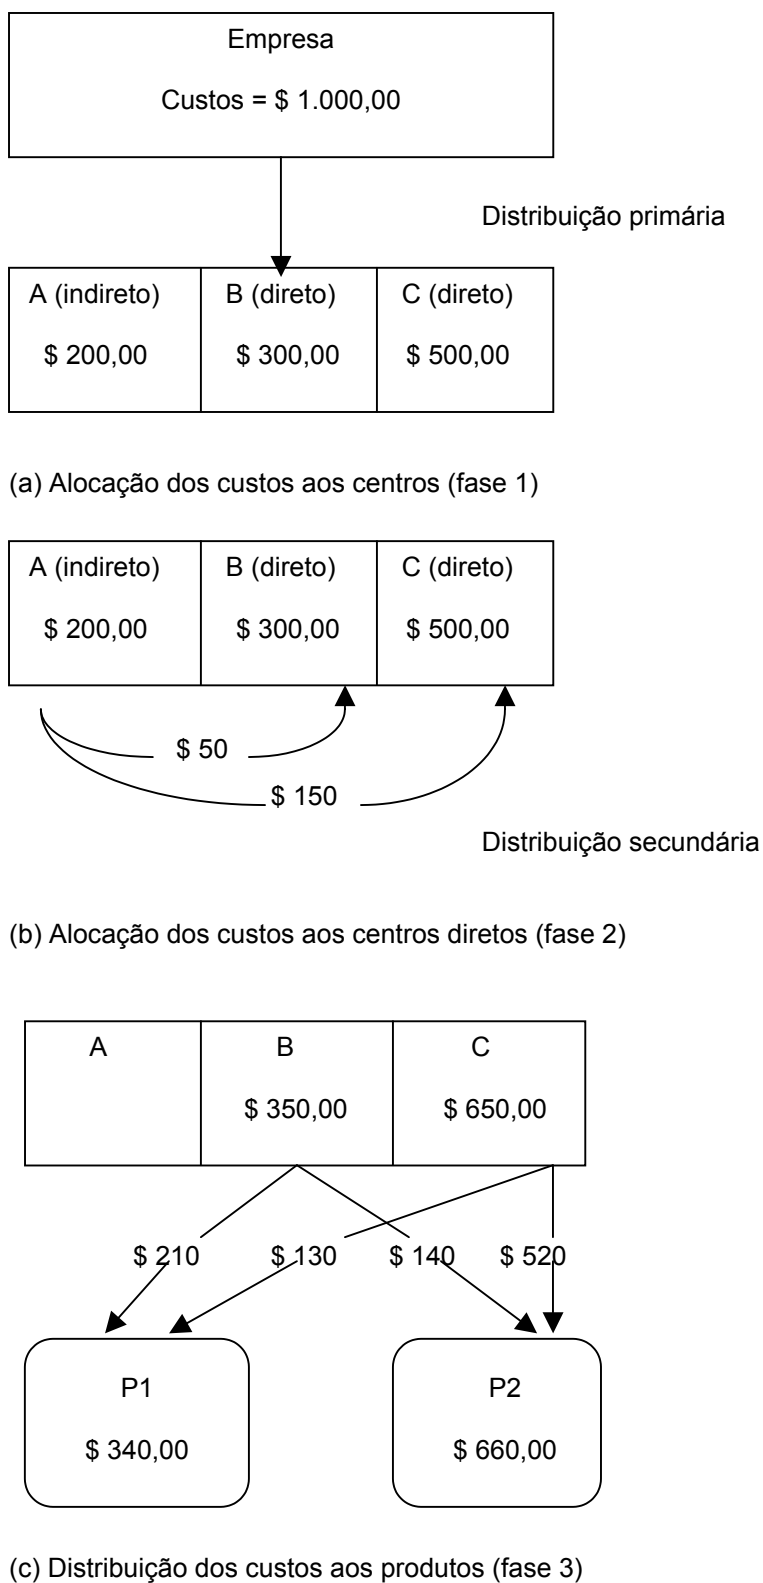 Empresa
Custos = $ 1.000,00
Distribuição primária
A (indireto) B (direto) C (direto)
$ 200,00 $ 300,00 $ 500,00
(a) Alocação dos custos aos centros (fase 1)
A (indireto) B (direto) C (direto)
$ 200,00 $ 300,00 $ 500,00
$ 50
$ 150
Distribuição secundária
(b) Alocação dos custos aos centros diretos (fase 2)
A B C
$ 350,00 $ 650,00
$ 210 $ 130 $ 140 $ 520
P1 P2
$ 340,00 $ 660,00
(c) Distribuição dos custos aos produtos (fase 3)